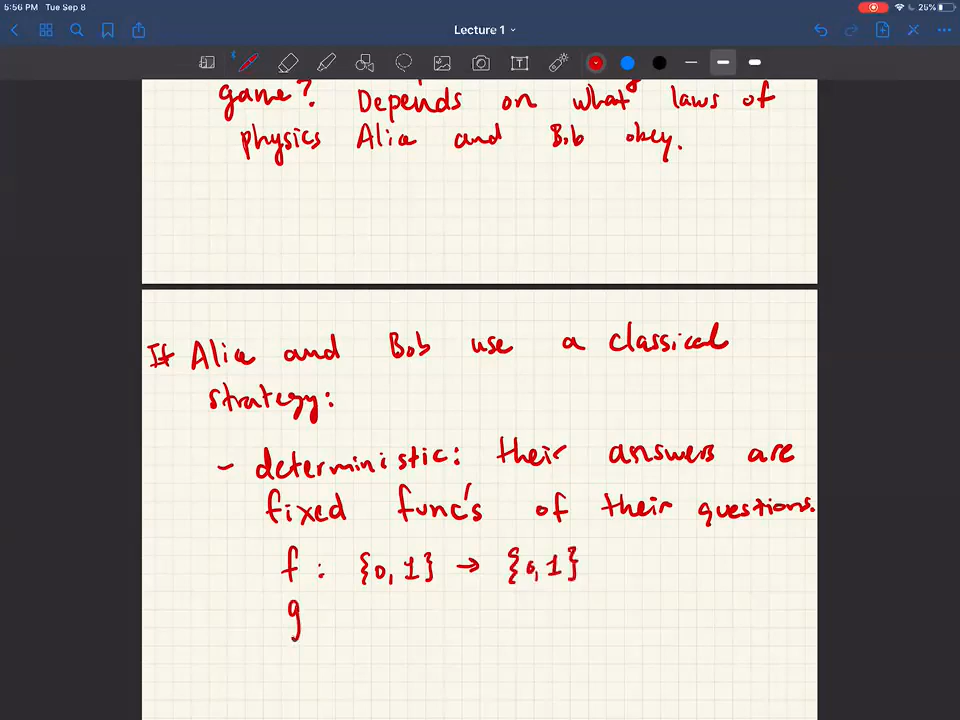 5:56 PM Tue Sep 8
25%
Lecture 1
game? Depends on what laws of
physics Alice and Bob obey.
If Alice and Bob use a classical
strategy:
- deterministic: their answers are
fixed func's of their questions.
f : {0,1} → {0,1}
g